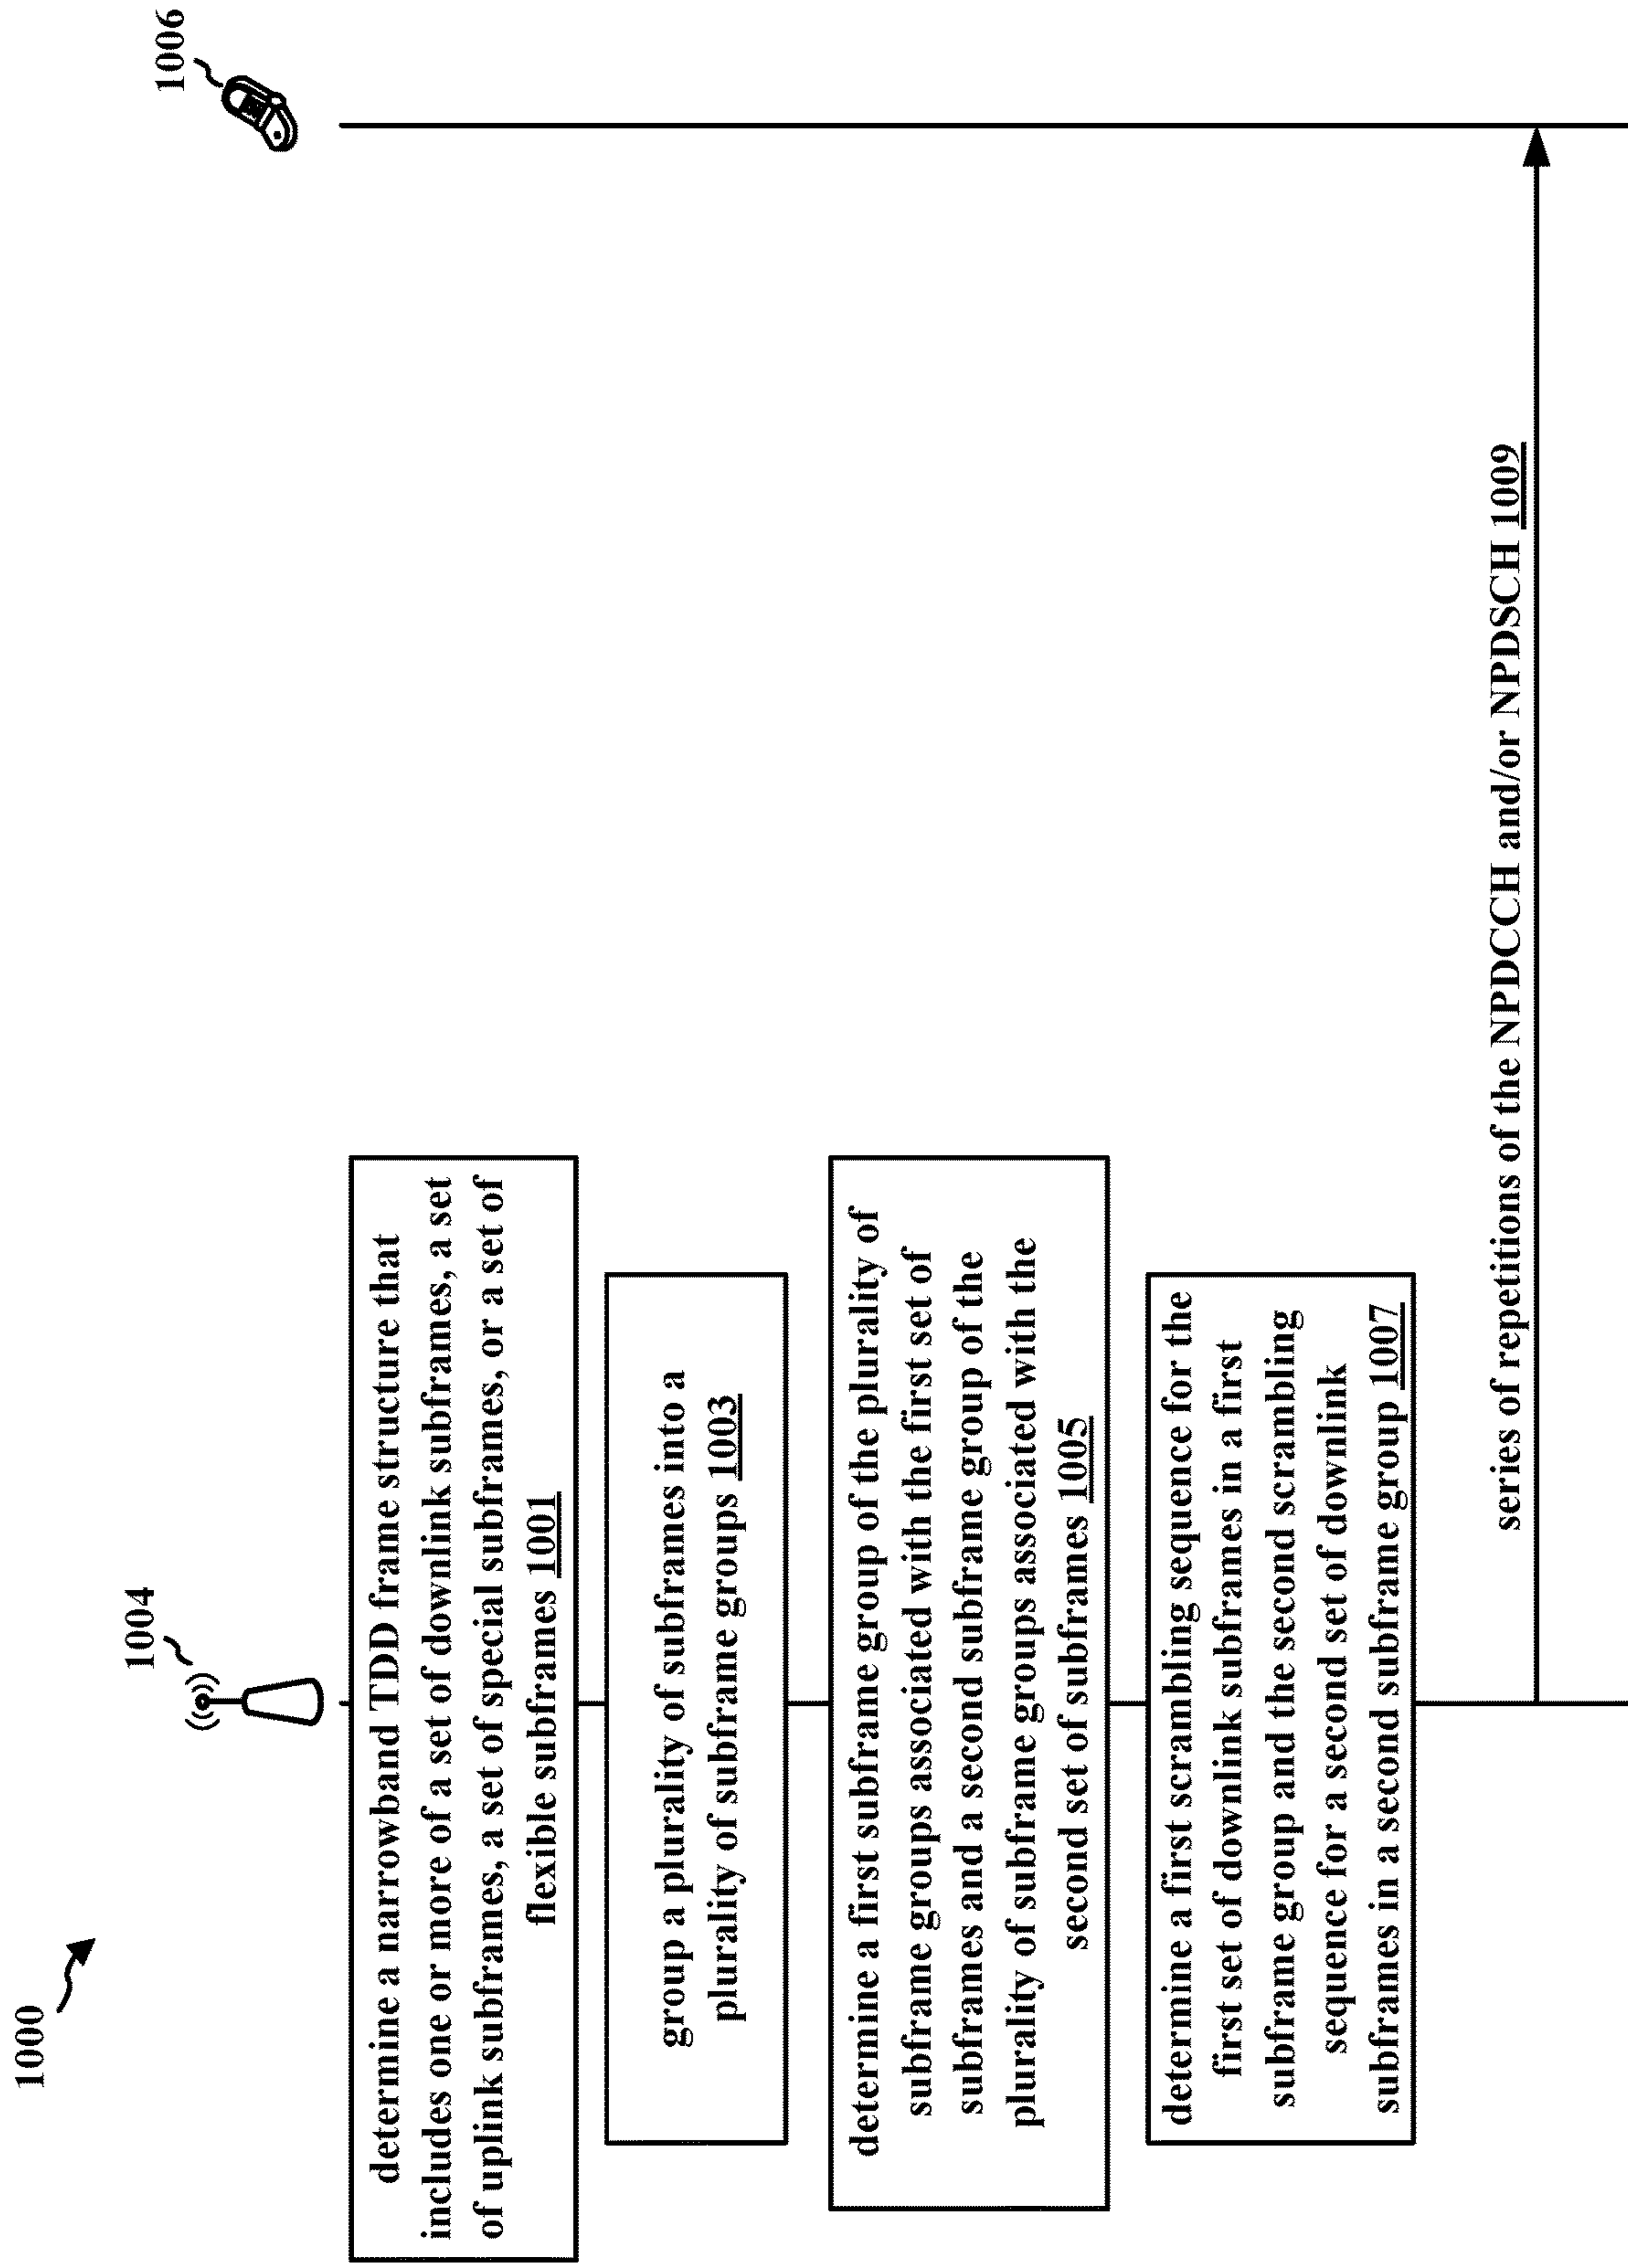 1000
1004
1006
determine a narrowband TDD frame structure that
includes one or more of a set of downlink subframes, a set
of uplink subframes, a set of special subframes, or a set of
flexible subframes 1001
group a plurality of subframes into a
plurality of subframe groups 1003
determine a first subframe group of the plurality of
subframe groups associated with the first set of
subframes and a second subframe group of the
plurality of subframe groups associated with the
second set of subframes 1005
determine a first scrambling sequence for the
first set of downlink subframes in a first
subframe group and the second scrambling
sequence for a second set of downlink
subframes in a second subframe group 1007
series of repetitions of the NPDCCH and/or NPDSCH 1009